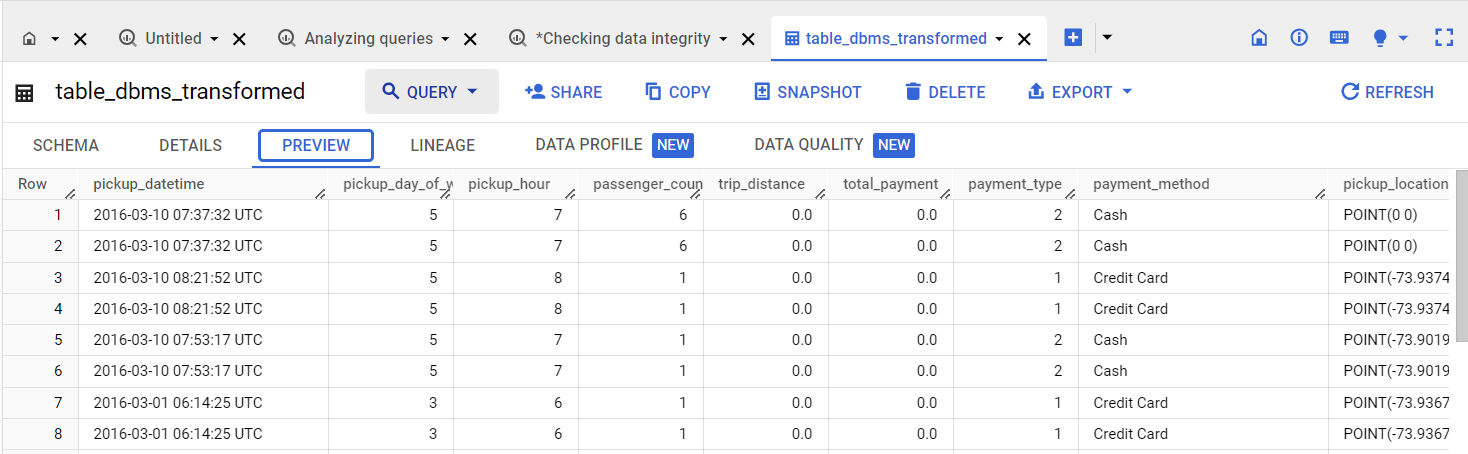 Untitled Analyzing queries *Checking data integrity table_dbms_transformed
table_dbms_transformed QUERY SHARE COPY SNAPSHOT DELETE EXPORT REFRESH
SCHEMA DETAILS PREVIEW LINEAGE DATA PROFILE NEW DATA QUALITY NEW
Row pickup_datetime pickup_day_of_w pickup_hour passenger_coun trip_distance total_payment payment_type payment_method pickup_location
1 2016-03-10 07:37:32 UTC 5 7 6 0.0 0.0 2 Cash POINT(0 0)
2 2016-03-10 07:37:32 UTC 5 7 6 0.0 0.0 2 Cash POINT(0 0)
3 2016-03-10 08:21:52 UTC 5 8 1 0.0 0.0 1 Credit Card POINT(-73.9374
4 2016-03-10 08:21:52 UTC 5 8 1 0.0 0.0 1 Credit Card POINT(-73.9374
5 2016-03-10 07:53:17 UTC 5 7 1 0.0 0.0 2 Cash POINT(-73.9019
6 2016-03-10 07:53:17 UTC 5 7 1 0.0 0.0 2 Cash POINT(-73.9019
7 2016-03-01 06:14:25 UTC 3 6 1 0.0 0.0 1 Credit Card POINT(-73.9367
8 2016-03-01 06:14:25 UTC 3 6 1 0.0 0.0 1 Credit Card POINT(-73.9367